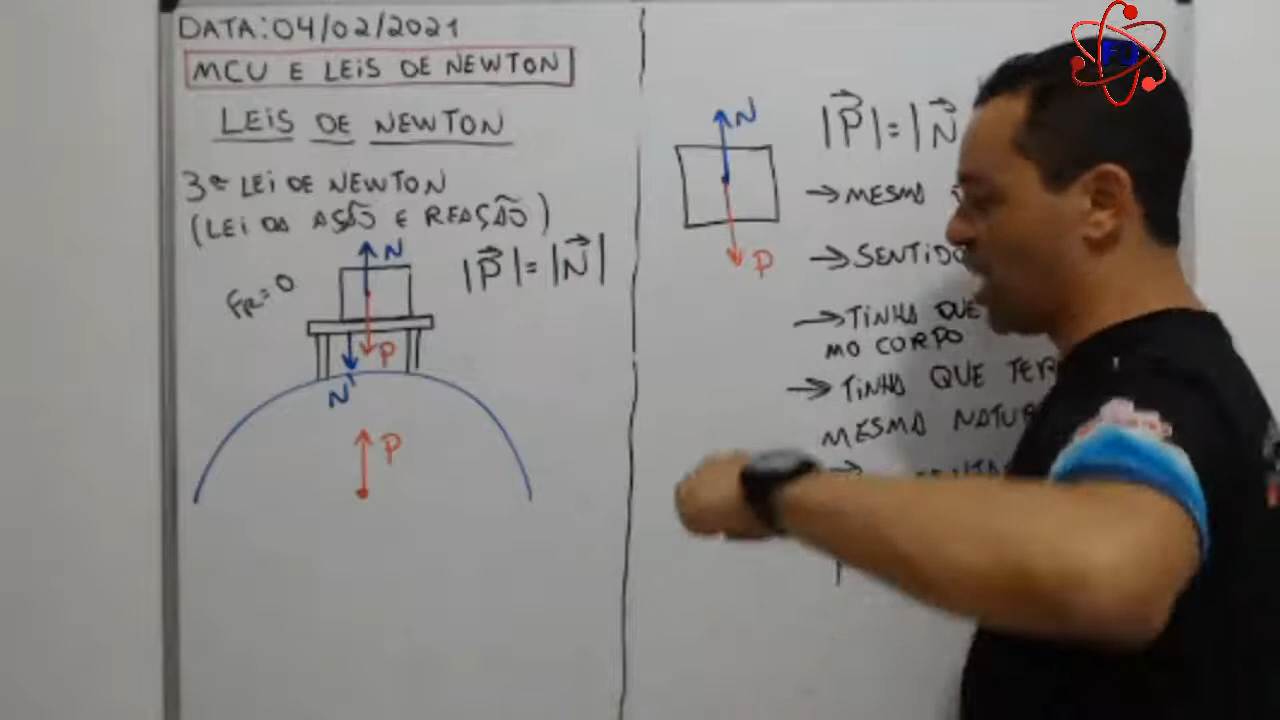 DATA:04/02/2021
MCU E LEIS DE NEWTON
LEIS DE NEWTON
3ª LEI DE NEWTON
(LEI DA AÇÃO E REAÇÃO)
N
|P|=|N|
FR=0
P
N'
P
N
|P|=|N
P
→MESMA
→SENTIDO
→TINHA QUE
MO CORPO
→TINHA QUE TER
MESMA NATUR